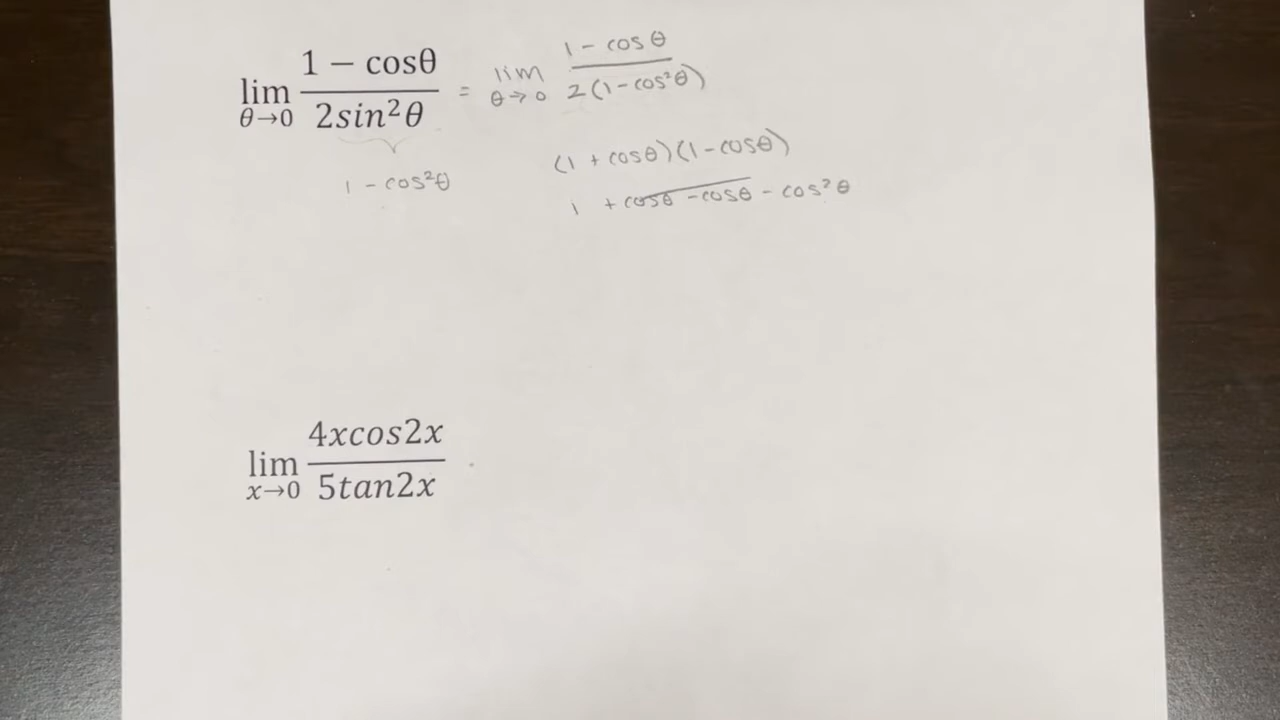 lim θ→0 (1 − cosθ)/(2sin²θ) = lim θ→0 (1 - cos θ)/(2(1-cos²θ))
1 - cos²θ
(1 + cosθ)(1-cosθ)
1 + cosθ - cosθ - cos²θ
lim x→0 (4xcos2x)/(5tan2x)